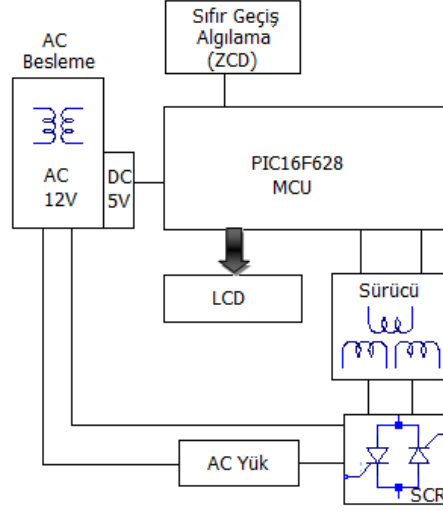 Sıfır Geçiş
Algılama
(ZCD)
AC
Besleme
AC
12V
DC
5V
PIC16F628
MCU
LCD
Sürücü
AC Yük
SCR